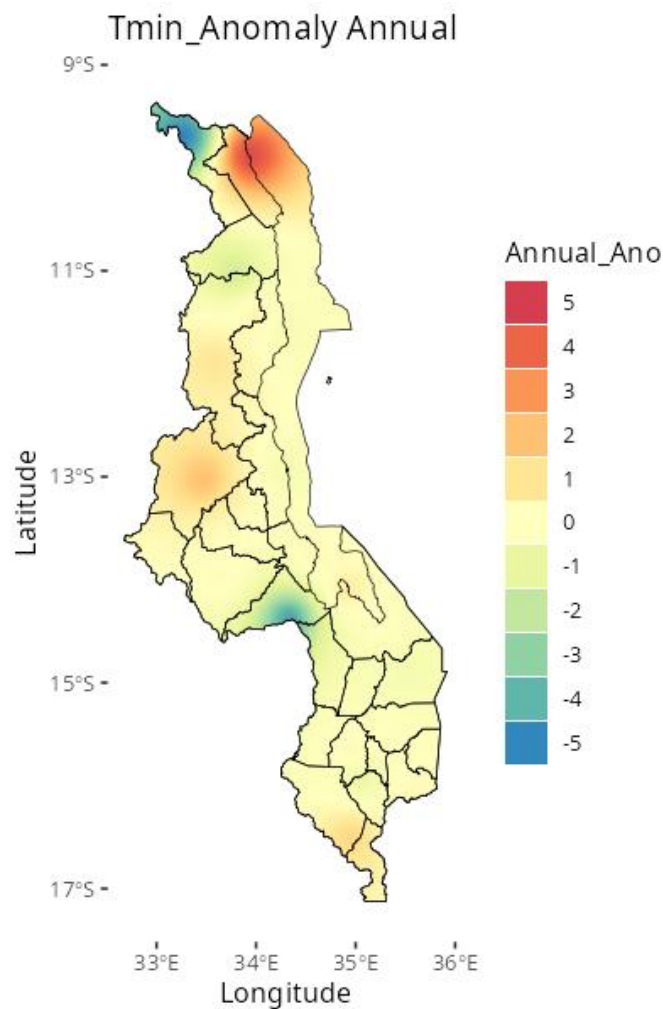 Tmin_Anomaly Annual
9°S
11°S
13°S
15°S
17°S
Latitude
33°E
34°E
35°E
36°E
Longitude
Annual_Ano
5
4
3
2
1
0
-1
-2
-3
-4
-5